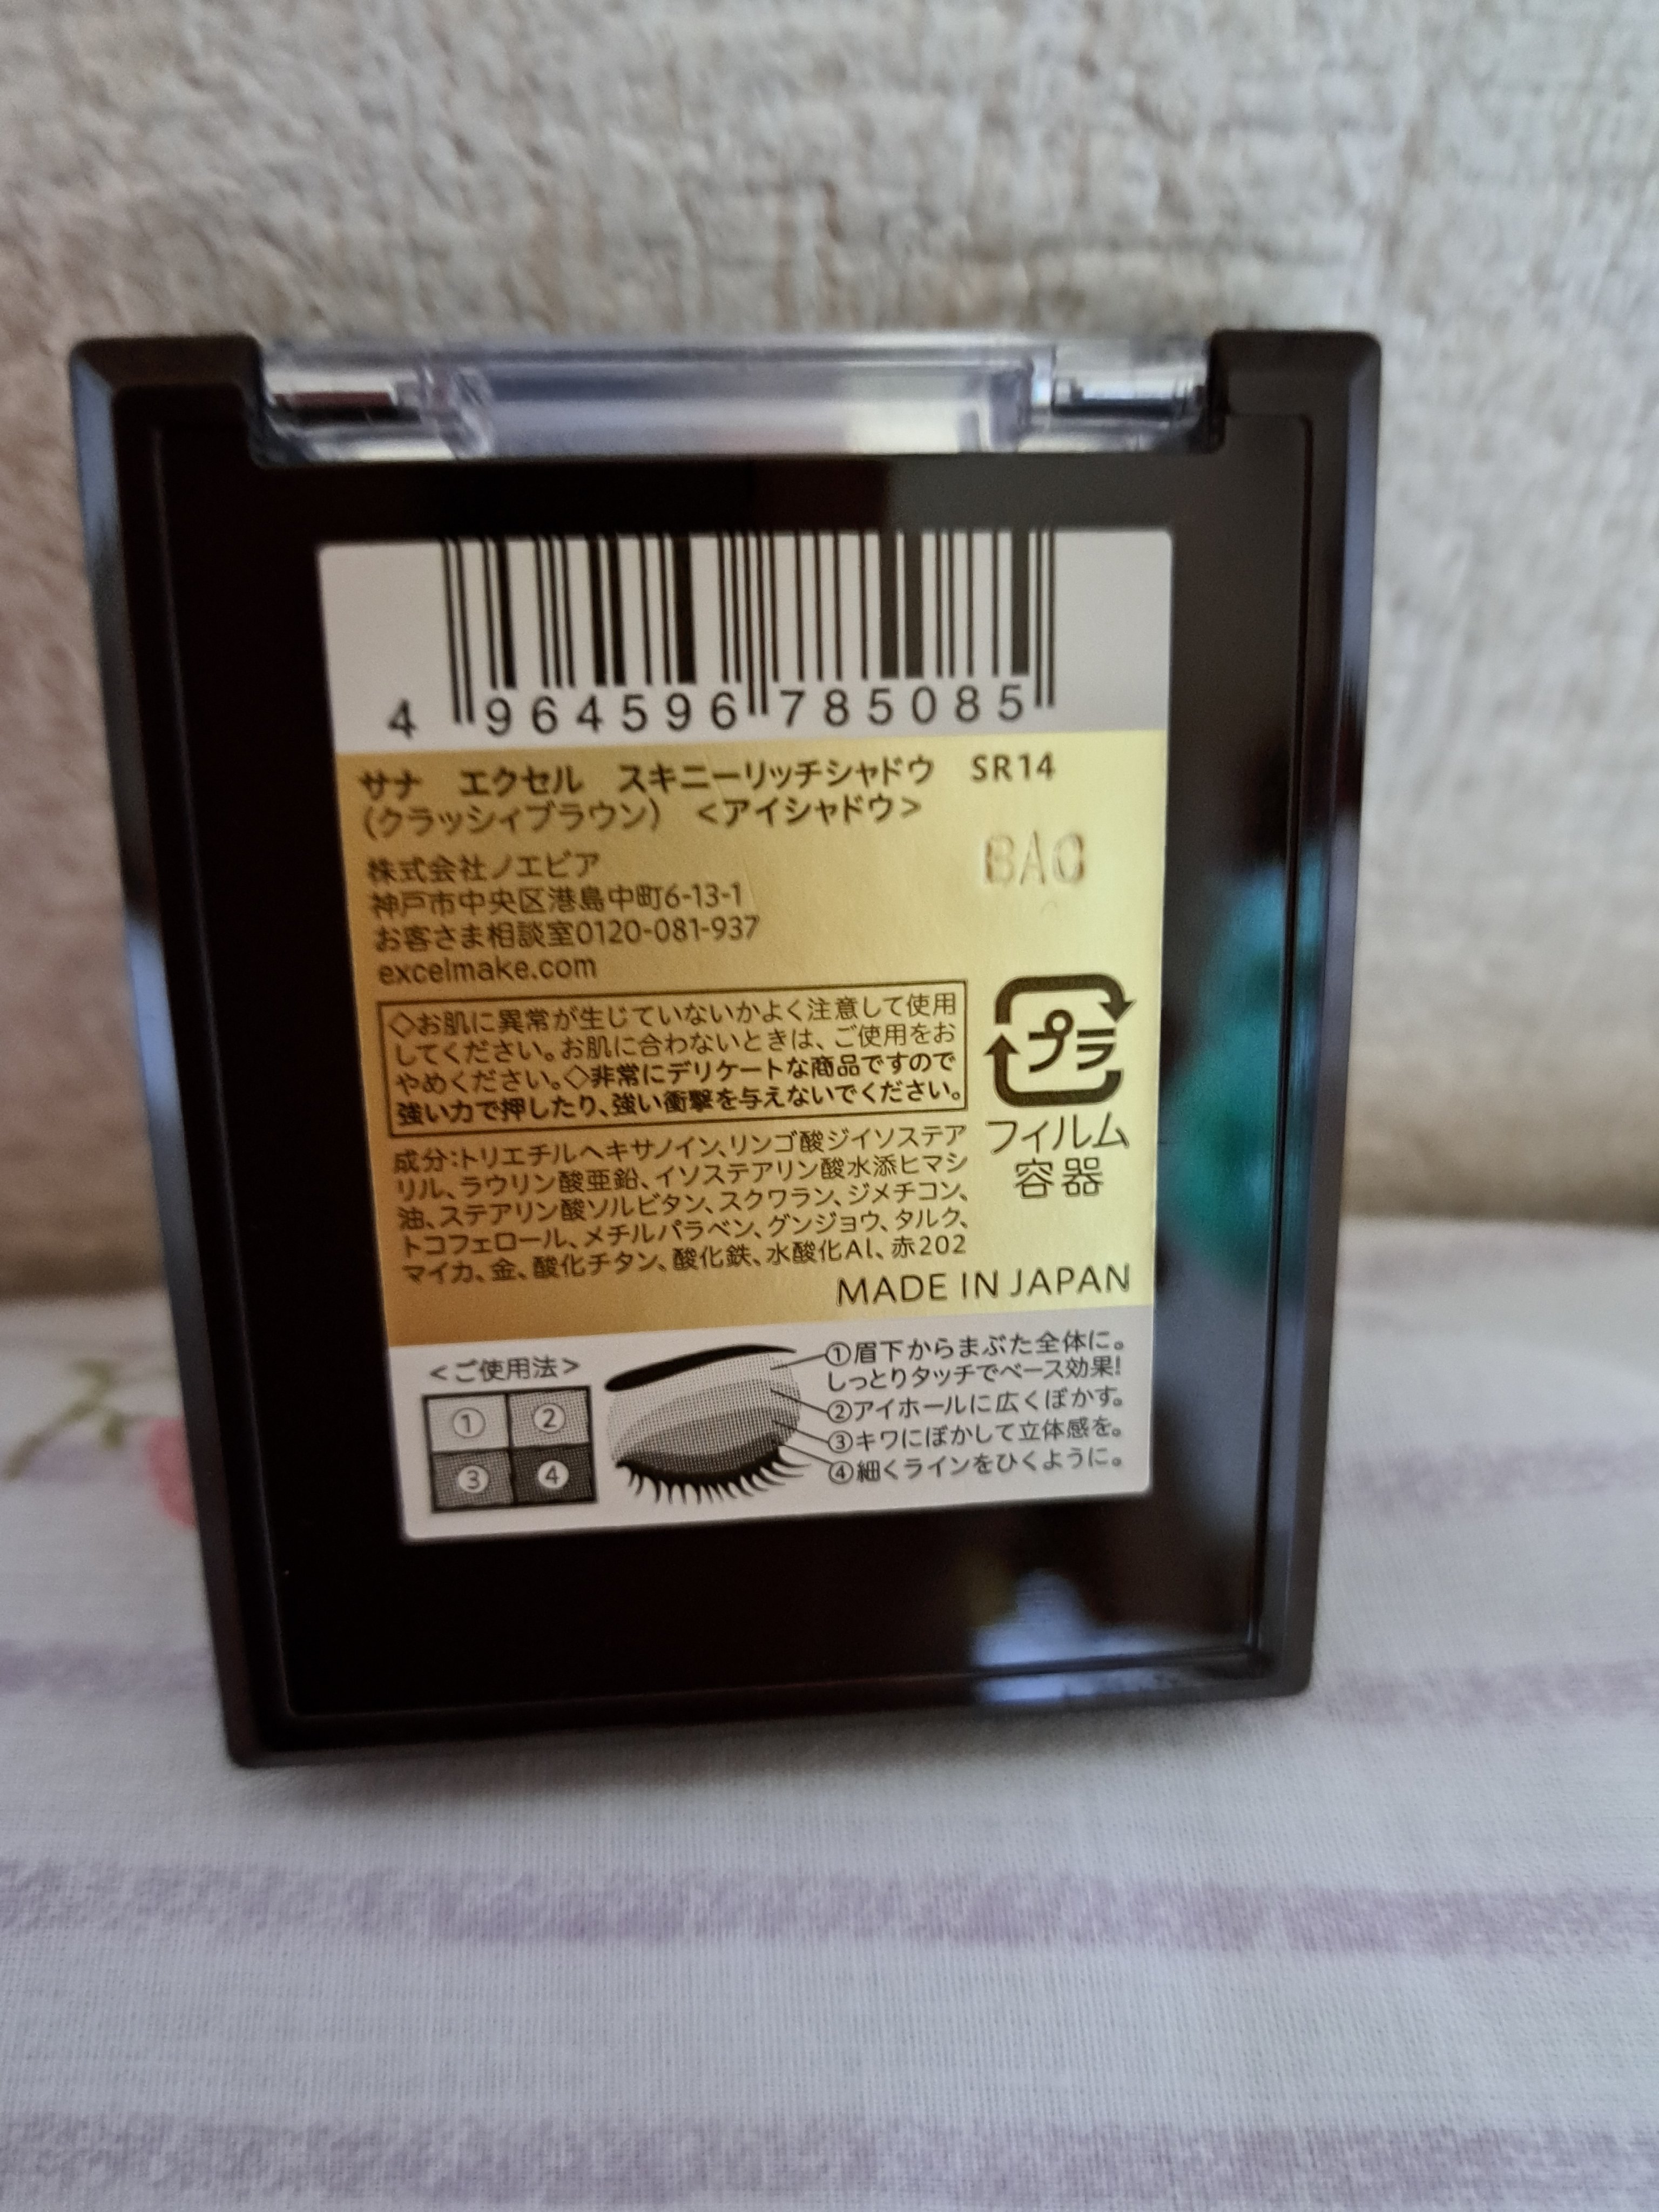 4 964596 785085
サナ　エクセル　スキニーリッチシャドウ　SR14
（クラッシィブラウン）　＜アイシャドウ＞
株式会社ノエビア
神戸市中央区港島中町6-13-1
お客さま相談室0120-081-937
excelmake.com
◇お肌に異常が生じていないかよく注意して使用
してください。お肌に合わないときは、ご使用をお
やめください。◇非常にデリケートな商品ですので
強い力で押したり、強い衝撃を与えないでください。
プラ
フィルム
容器
成分：トリエチルヘキサノイン、リンゴ酸ジイソステア
リル、ラウリン酸亜鉛、イソステアリン酸水添ヒマシ
油、ステアリン酸ソルビタン、スクワラン、ジメチコン、
トコフェロール、メチルパラベン、グンジョウ、タルク、
マイカ、金、酸化チタン、酸化鉄、水酸化Al、赤202
MADE IN JAPAN
＜ご使用法＞
① ②
③ ④
①眉下からまぶた全体に。
しっとりタッチでベース効果!
②アイホールに広くぼかす。
③キワにぼかして立体感を。
④細くラインをひくように。